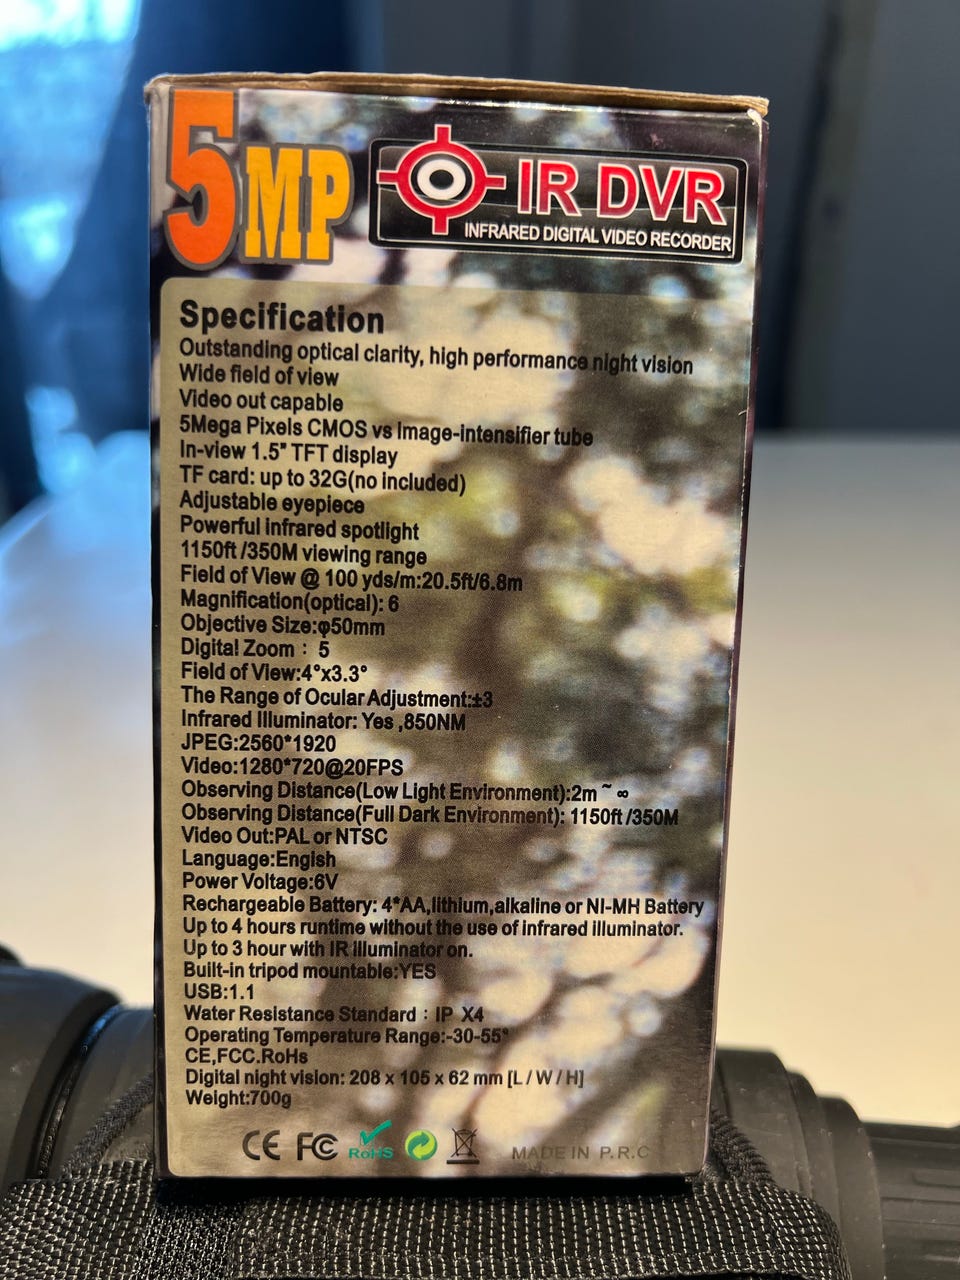 5MP
IR DVR
INFRARED DIGITAL VIDEO RECORDER
Specification
Outstanding optical clarity, high performance night vision
Wide field of view
Video out capable
5Mega Pixels CMOS vs image-intensifier tube
In-view 1.5" TFT display
TF card: up to 32G(no included)
Adjustable eyepiece
Powerful infrared spotlight
1150ft /350M viewing range
Field of View @ 100 yds/m:20.5ft/6.8m
Magnification(optical): 6
Objective Size:φ50mm
Digital Zoom : 5
Field of View:4°x3.3°
The Range of Ocular Adjustment:±3
Infrared Illuminator: Yes ,850NM
JPEG:2560*1920
Video:1280*720@20FPS
Observing Distance(Low Light Environment):2m ~ ∞
Observing Distance(Full Dark Environment): 1150ft /350M
Video Out:PAL or NTSC
Language:Engish
Power Voltage:6V
Rechargeable Battery: 4*AA,lithium,alkaline or NI-MH Battery
Up to 4 hours runtime without the use of infrared illuminator.
Up to 3 hour with IR illuminator on.
Built-in tripod mountable:YES
USB:1.1
Water Resistance Standard : IP X4
Operating Temperature Range:-30-55°
CE,FCC.RoHs
Digital night vision: 208 x 105 x 62 mm [L / W / H]
Weight:700g
CE FC RoHS MADE IN P.R.C